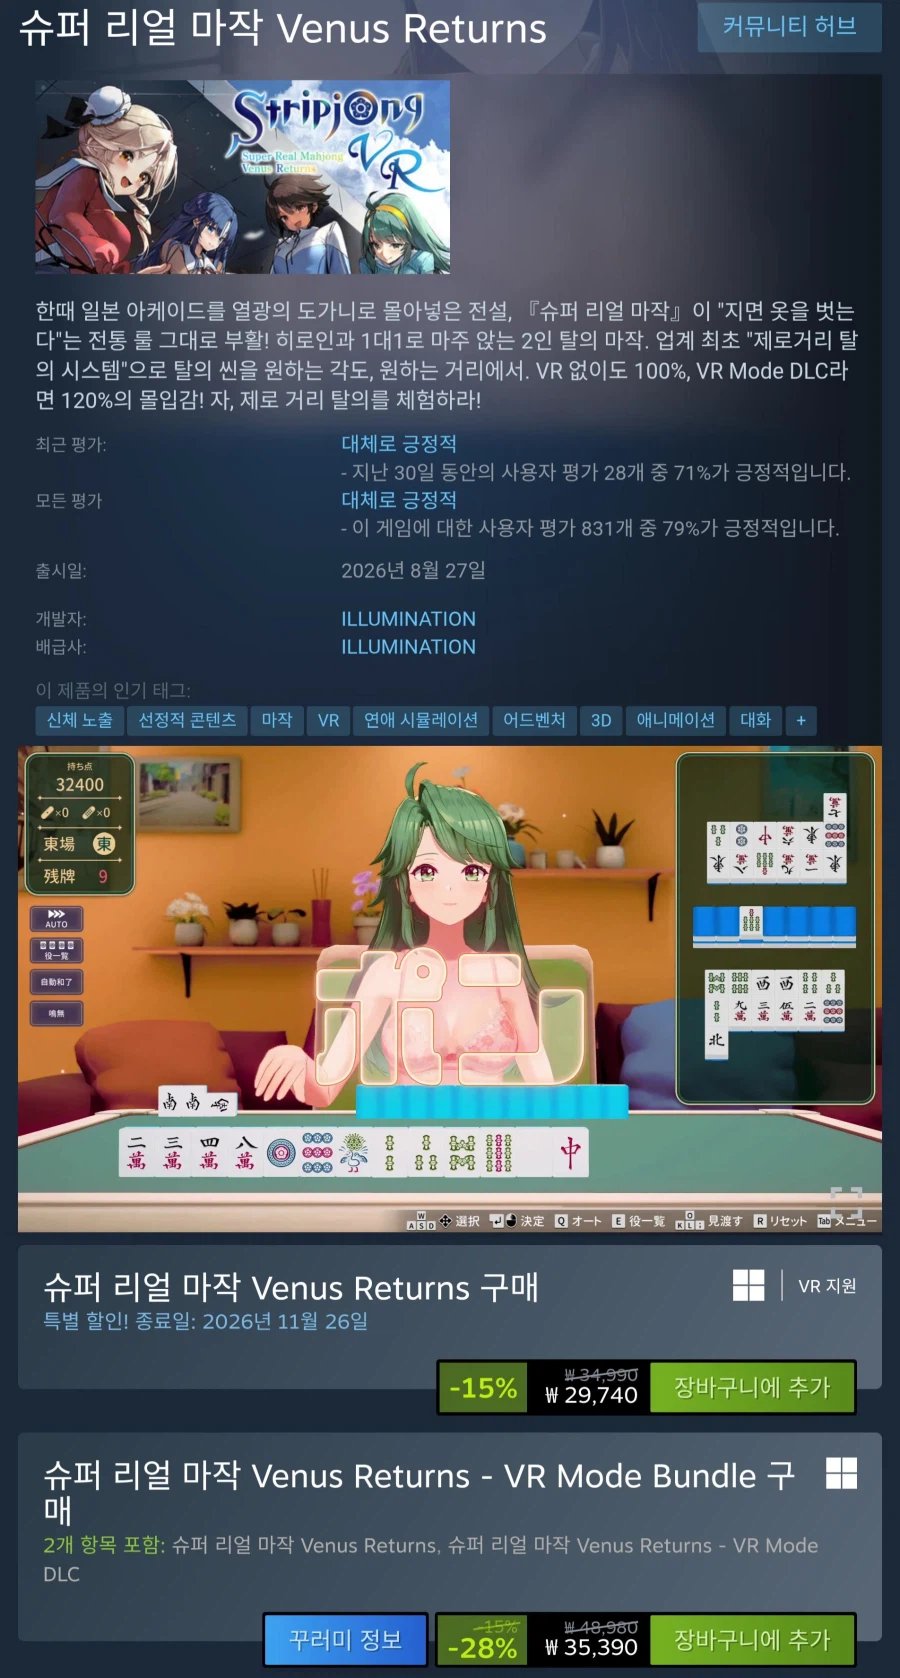 슈퍼 리얼 마작 Venus Returns
커뮤니티 허브
Stripjong
VR
Super Real Mahjong
Venus Returns
한때 일본 아케이드를 열광의 도가니로 몰아넣은 전설, 『슈퍼 리얼 마작』이 "지면 옷을 벗는
다"는 전통 룰 그대로 부활! 히로인과 1대1로 마주 앉는 2인 탈의 마작. 업계 최초 "제로거리 탈
의 시스템"으로 탈의 씬을 원하는 각도, 원하는 거리에서. VR 없이도 100%, VR Mode DLC라
면 120%의 몰입감! 자, 제로 거리 탈의를 체험하라!
최근 평가:
대체로 긍정적
- 지난 30일 동안의 사용자 평가 28개 중 71%가 긍정적입니다.
모든 평가
대체로 긍정적
- 이 게임에 대한 사용자 평가 831개 중 79%가 긍정적입니다.
출시일:
2026년 8월 27일
개발자:
ILLUMINATION
배급사:
ILLUMINATION
이 제품의 인기 태그:
신체 노출 선정적 콘텐츠 마작 VR 연애 시뮬레이션 어드벤처 3D 애니메이션 대화 +
持ち点
32400
×0 ×0
東場 東
残牌 9
AUTO
役一覧
自動和了
鳴無
ポン
南 南
二萬 三萬 四萬 八萬 中
W
A S D 選択 決定 Q オート E 役一覧 O K L ; 見渡す R リセット Tab メニュー
슈퍼 리얼 마작 Venus Returns 구매
VR 지원
특별 할인! 종료일: 2026년 11월 26일
-15%
₩ 34,990
₩ 29,740
장바구니에 추가
슈퍼 리얼 마작 Venus Returns - VR Mode Bundle 구
매
2개 항목 포함: 슈퍼 리얼 마작 Venus Returns, 슈퍼 리얼 마작 Venus Returns - VR Mode
DLC
꾸러미 정보
-15%
-28%
₩ 48,980
₩ 35,390
장바구니에 추가